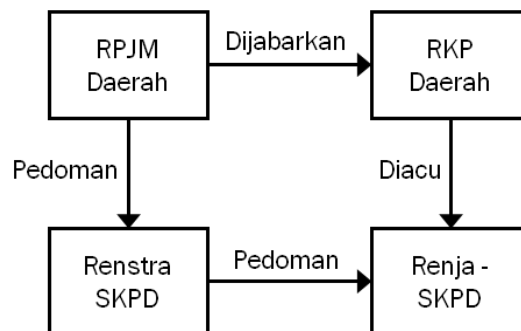 RPJM
Daerah
Dijabarkan
RKP
Daerah
Pedoman
Diacu
Renstra
SKPD
Pedoman
Renja -
SKPD